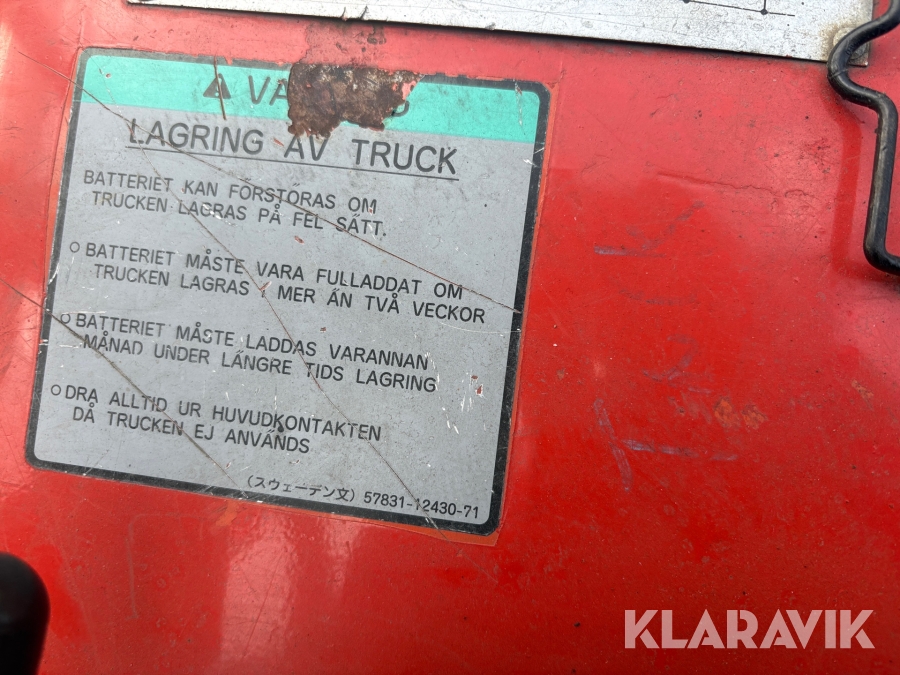 LAGRING AV TRUCK
BATTERIET KAN FÖRSTÖRAS OM
TRUCKEN LAGRAS PÅ FEL SÄTT.
○ BATTERIET MÅSTE VARA FULLADDAT OM
TRUCKEN LAGRAS I MER ÄN TVÅ VECKOR
○ BATTERIET MÅSTE LADDAS VARANNAN
MÅNAD UNDER LÄNGRE TIDS LAGRING
○ DRA ALLTID UR HUVUDKONTAKTEN
DÅ TRUCKEN EJ ANVÄNDS
(スウェーデン文) 57831-12430-71
KLARAVIK